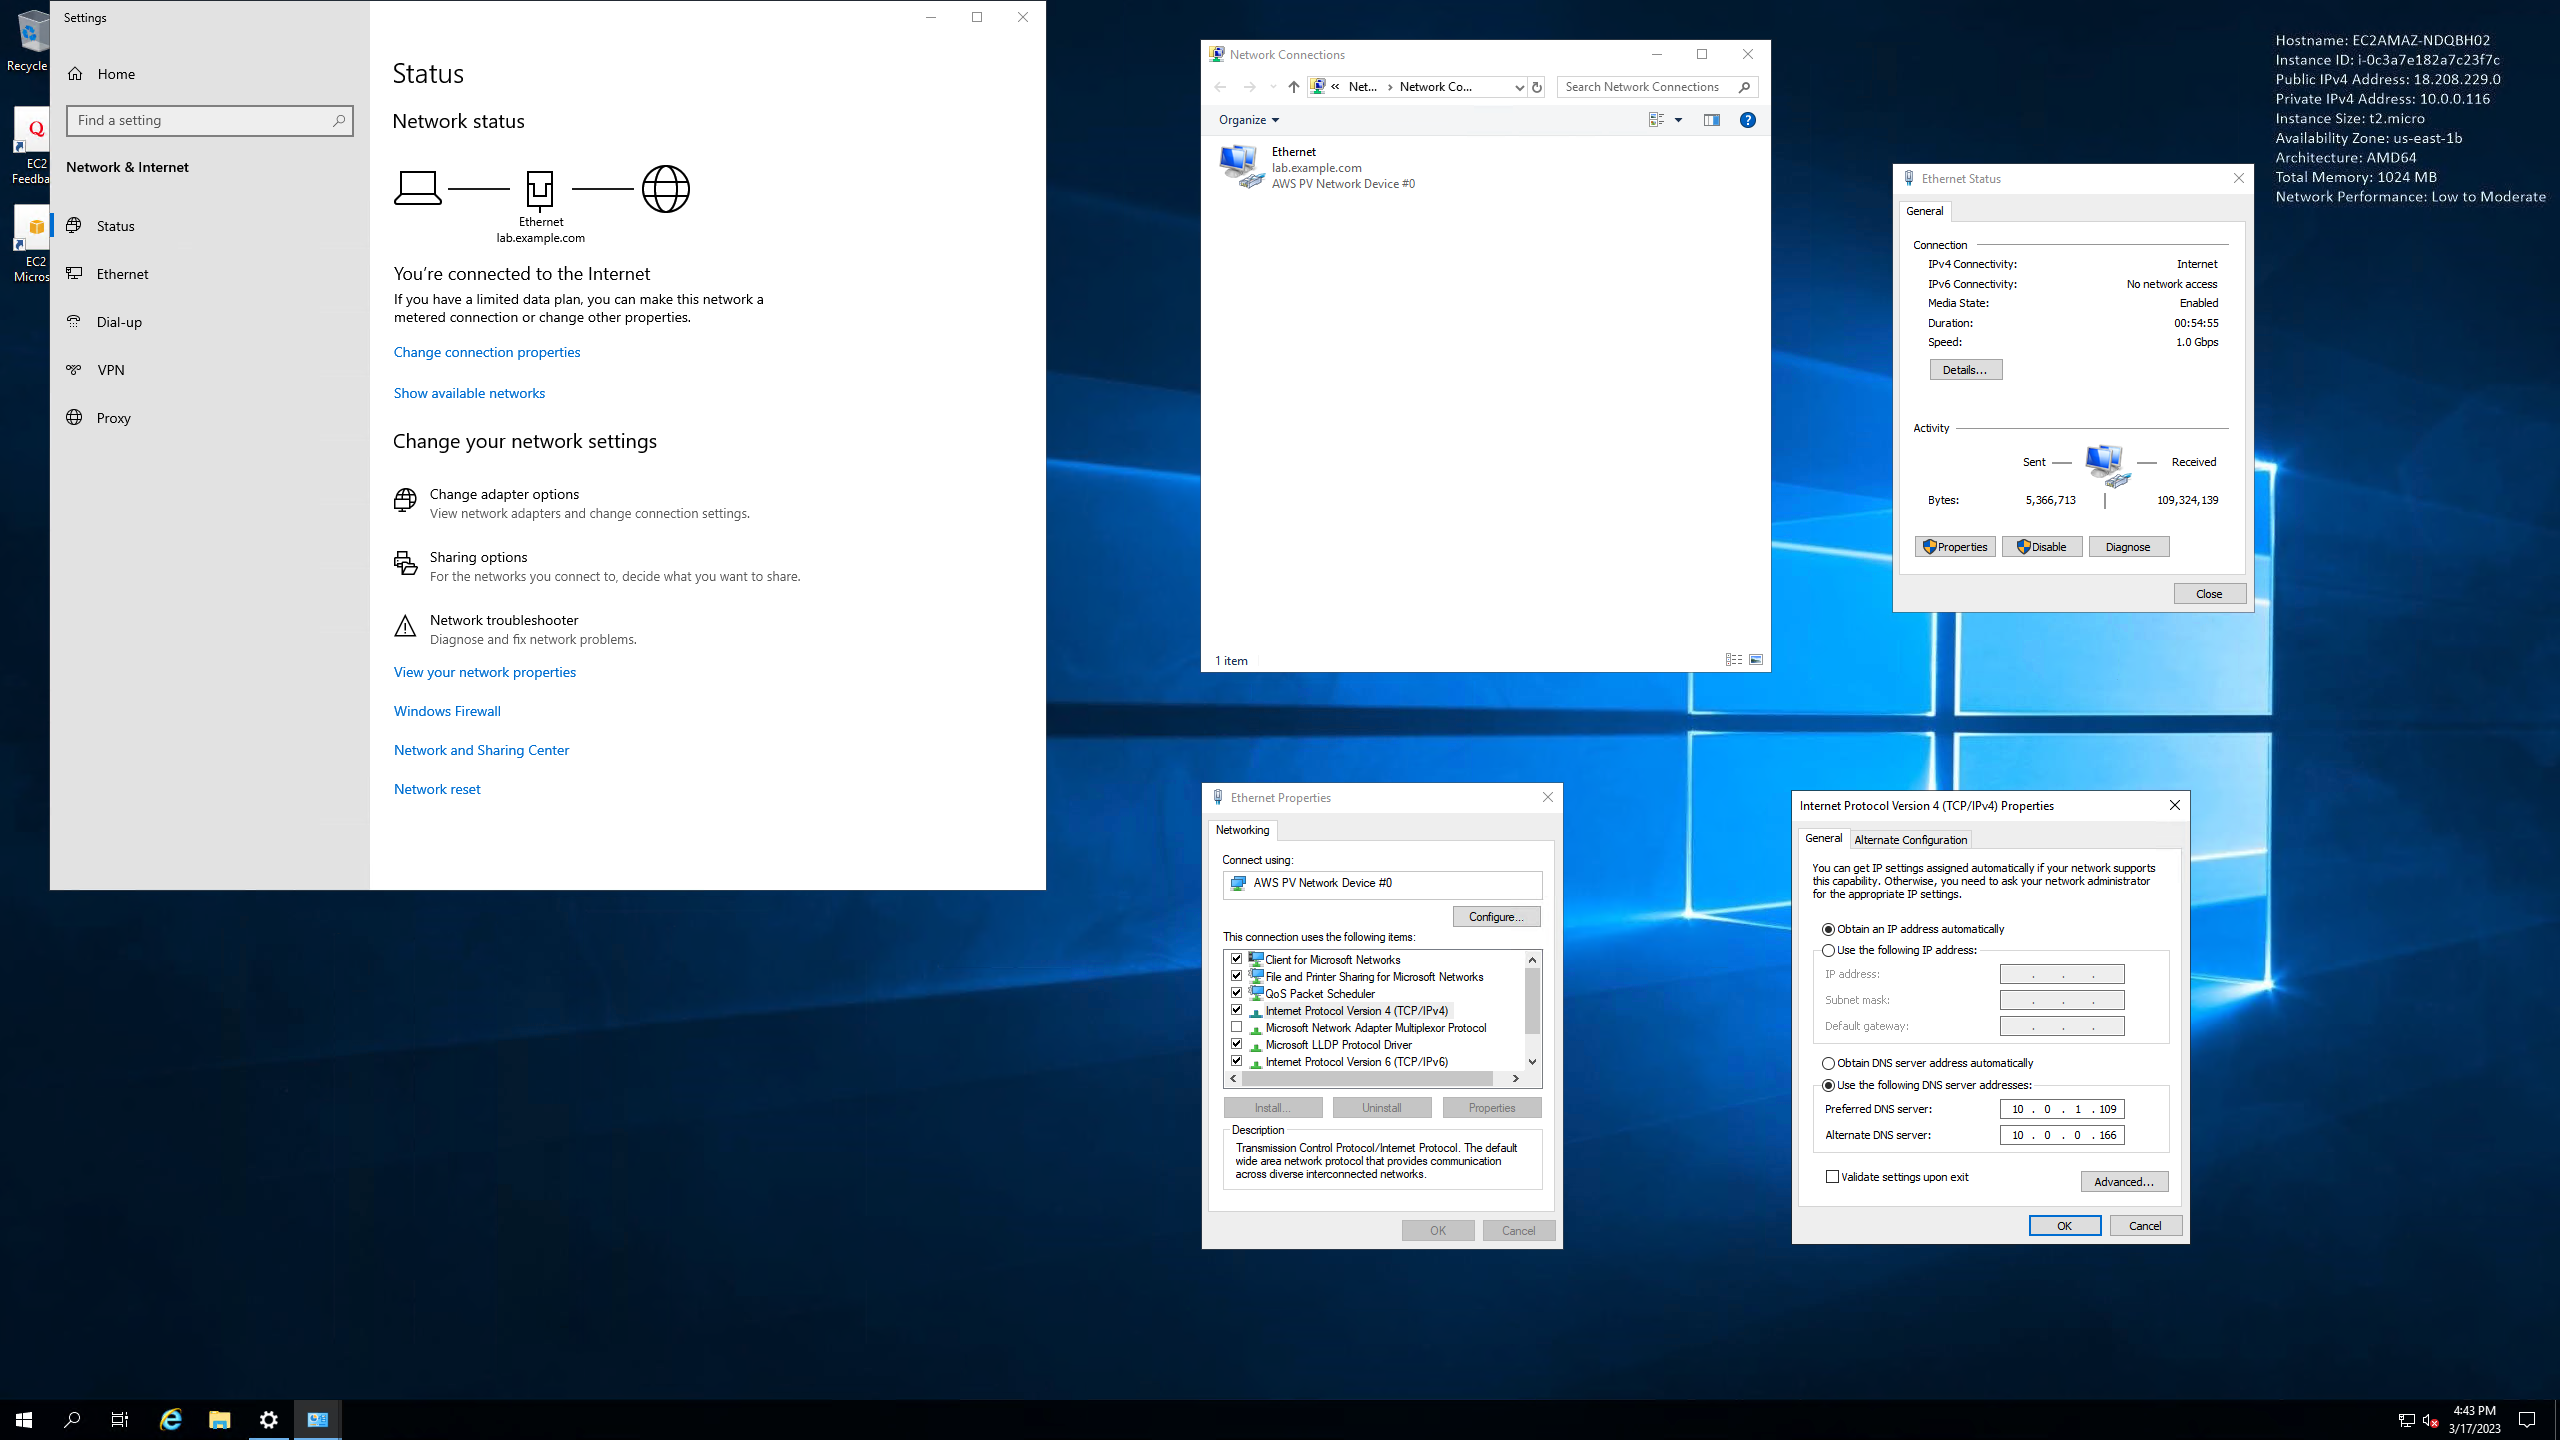 Recycle
EC2
Feedba
EC2
Micros
Settings
Home
Find a setting
Network & Internet
Status
Ethernet
Dial-up
VPN
Proxy
Status
Network status
Ethernet
lab.example.com
You're connected to the Internet
If you have a limited data plan, you can make this network a
metered connection or change other properties.
Change connection properties
Show available networks
Change your network settings
Change adapter options
View network adapters and change connection settings.
Sharing options
For the networks you connect to, decide what you want to share.
Network troubleshooter
Diagnose and fix network problems.
View your network properties
Windows Firewall
Network and Sharing Center
Network reset
Network Connections
Net... Network Co...
Search Network Connections
Organize
Ethernet
lab.example.com
AWS PV Network Device #0
1 item
Hostname: EC2AMAZ-NDQBH02
Instance ID: i-0c3a7e182a7c23f7c
Public IPv4 Address: 18.208.229.0
Private IPv4 Address: 10.0.0.116
Instance Size: t2.micro
Availability Zone: us-east-1b
Architecture: AMD64
Total Memory: 1024 MB
Network Performance: Low to Moderate
Ethernet Status
General
Connection
IPv4 Connectivity: Internet
IPv6 Connectivity: No network access
Media State: Enabled
Duration: 00:54:55
Speed: 1.0 Gbps
Details...
Activity
Sent — Received
Bytes: 5,366,713 109,324,139
Properties Disable Diagnose
Close
Ethernet Properties
Networking
Connect using:
AWS PV Network Device #0
Configure...
This connection uses the following items:
Client for Microsoft Networks
File and Printer Sharing for Microsoft Networks
QoS Packet Scheduler
Internet Protocol Version 4 (TCP/IPv4)
Microsoft Network Adapter Multiplexor Protocol
Microsoft LLDP Protocol Driver
Internet Protocol Version 6 (TCP/IPv6)
Install... Uninstall Properties
Description
Transmission Control Protocol/Internet Protocol. The default
wide area network protocol that provides communication
across diverse interconnected networks.
OK Cancel
Internet Protocol Version 4 (TCP/IPv4) Properties
General Alternate Configuration
You can get IP settings assigned automatically if your network supports
this capability. Otherwise, you need to ask your network administrator
for the appropriate IP settings.
Obtain an IP address automatically
Use the following IP address:
IP address: . . .
Subnet mask: . . .
Default gateway: . . .
Obtain DNS server address automatically
Use the following DNS server addresses:
Preferred DNS server: 10 . 0 . 1 . 109
Alternate DNS server: 10 . 0 . 0 . 166
Validate settings upon exit
Advanced...
OK Cancel
4:43 PM
3/17/2023